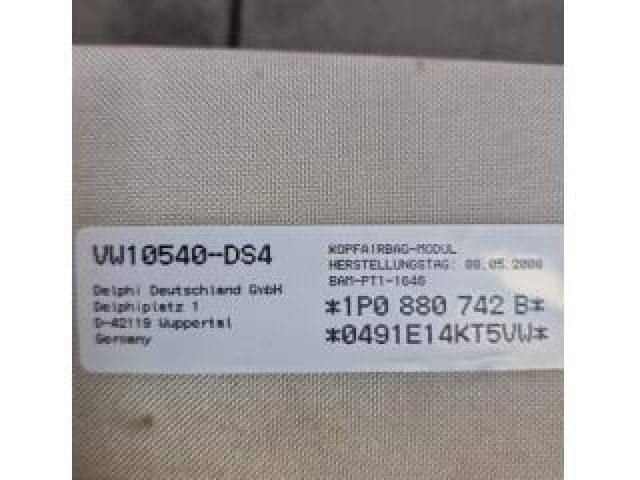 VW10540-DS4
Delphi Deutschland GmbH
Delphiplatz 1
D-42119 Wuppertal
Germany
KOPFAIRBAG-MODUL
HERSTELLUNGSTAG: 08.05.2008
BAM-PT1-1646
*1P0 880 742 B*
*0491E14KT5VW*